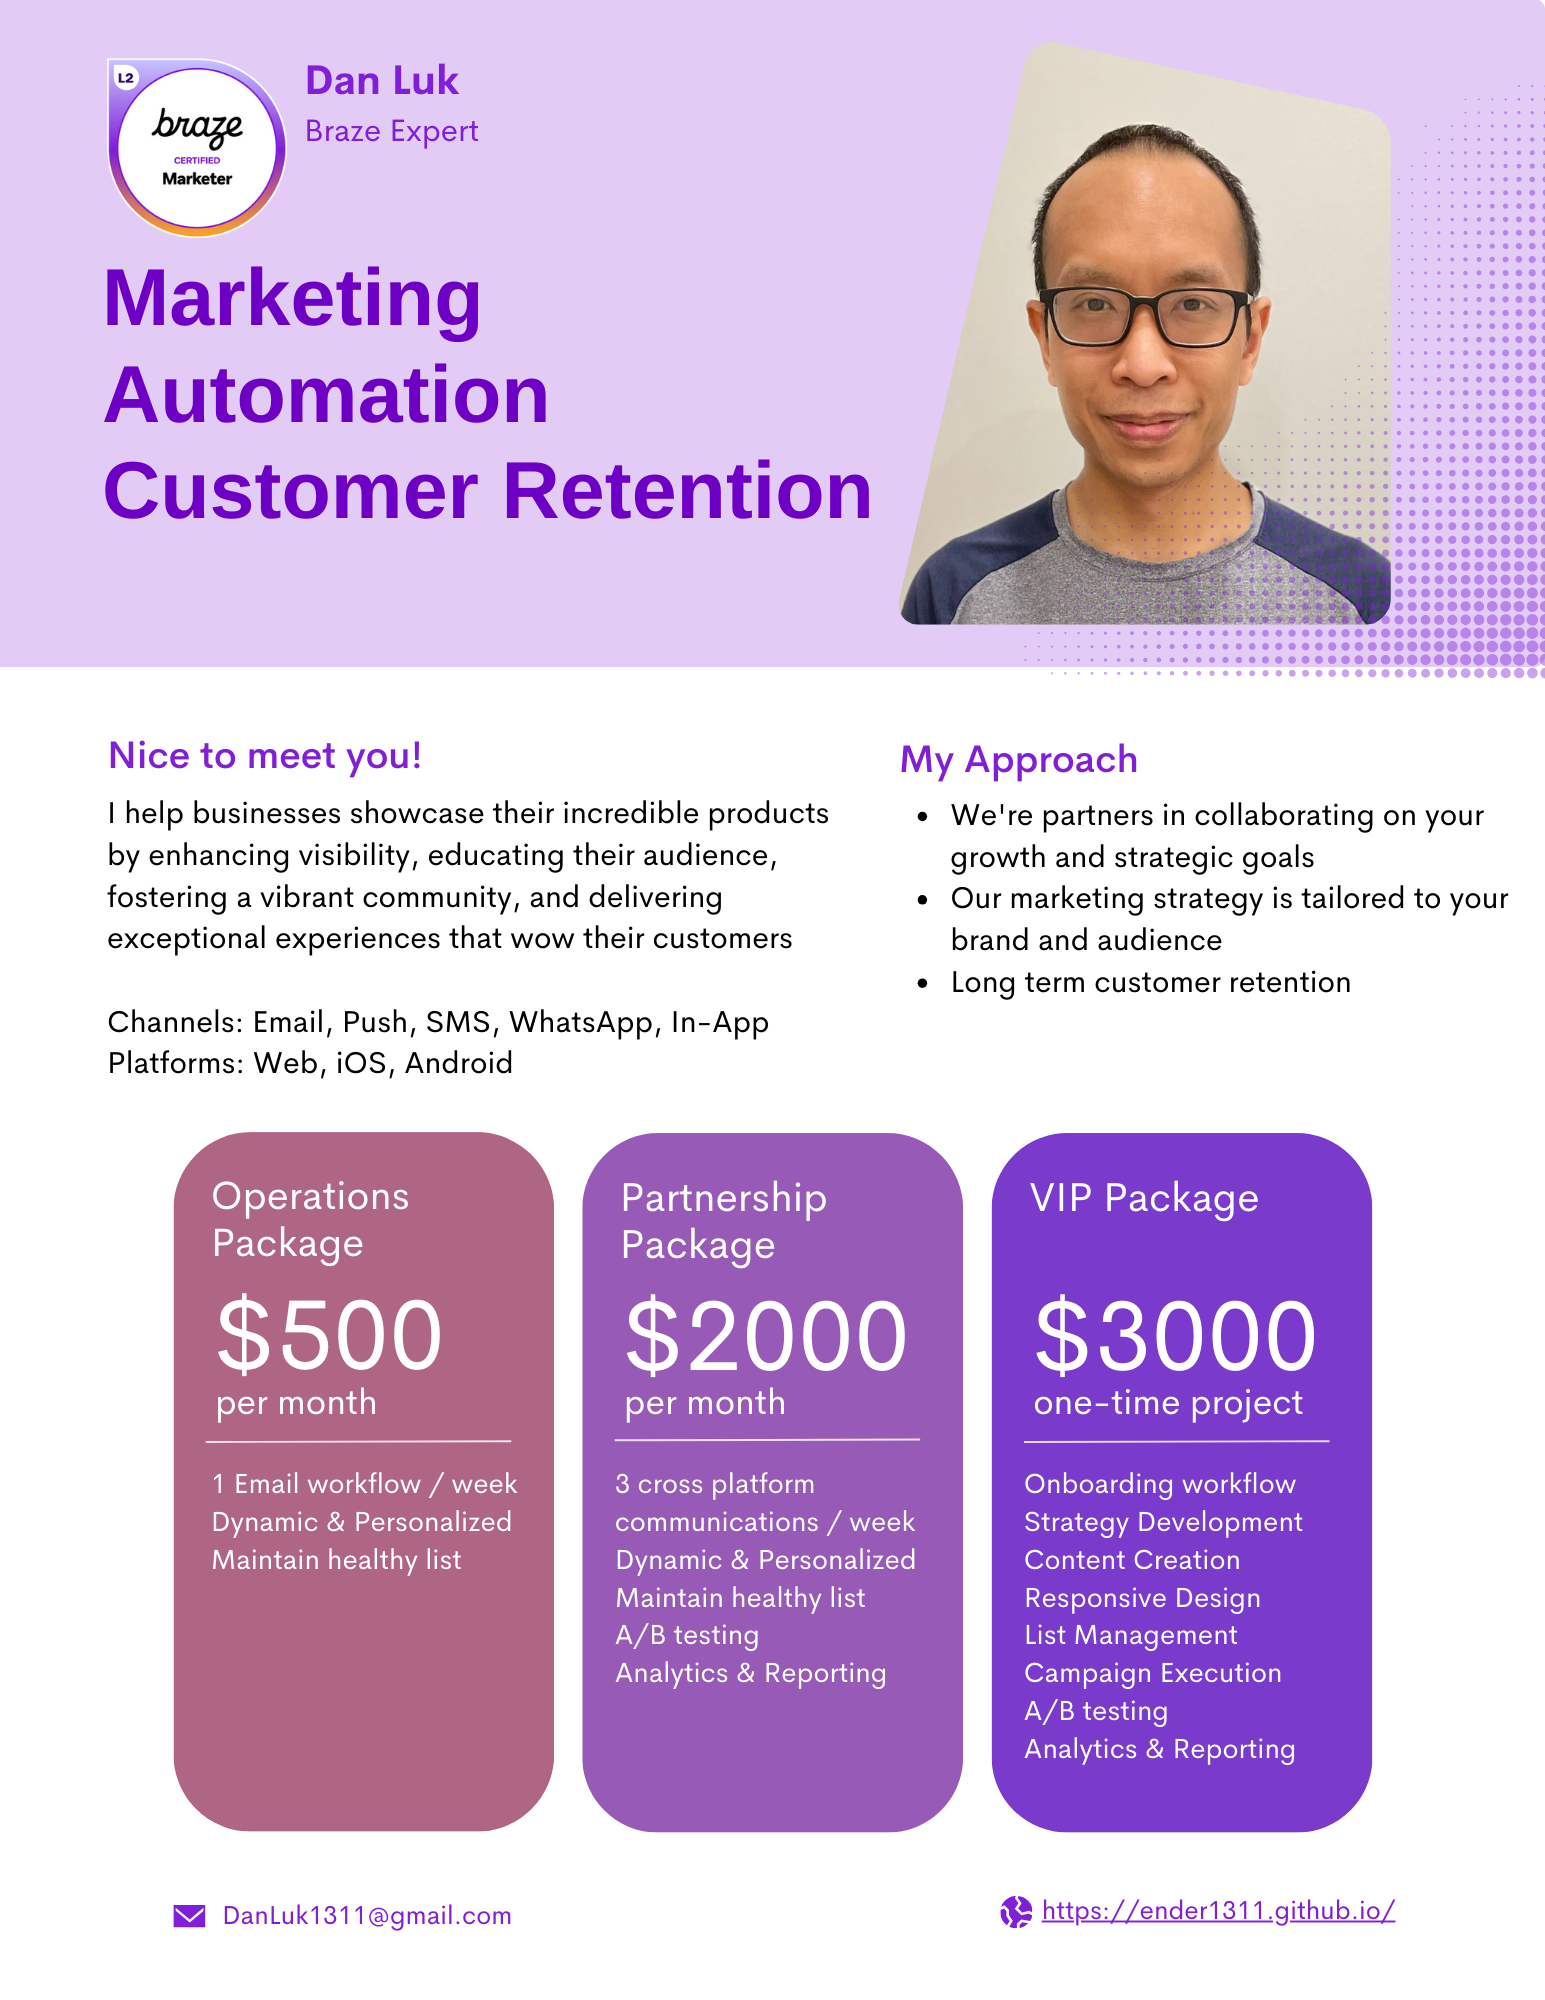 L2
braze
CERTIFIED
Marketer
Dan Luk
Braze Expert
Marketing
Automation
Customer Retention
Nice to meet you!
I help businesses showcase their incredible products
by enhancing visibility, educating their audience,
fostering a vibrant community, and delivering
exceptional experiences that wow their customers
Channels: Email, Push, SMS, WhatsApp, In-App
Platforms: Web, iOS, Android
My Approach
• We're partners in collaborating on your
growth and strategic goals
• Our marketing strategy is tailored to your
brand and audience
• Long term customer retention
Operations
Package
$500
per month
1 Email workflow / week
Dynamic & Personalized
Maintain healthy list
Partnership
Package
$2000
per month
3 cross platform
communications / week
Dynamic & Personalized
Maintain healthy list
A/B testing
Analytics & Reporting
VIP Package
$3000
one-time project
Onboarding workflow
Strategy Development
Content Creation
Responsive Design
List Management
Campaign Execution
A/B testing
Analytics & Reporting
DanLuk1311@gmail.com
https://ender1311.github.io/